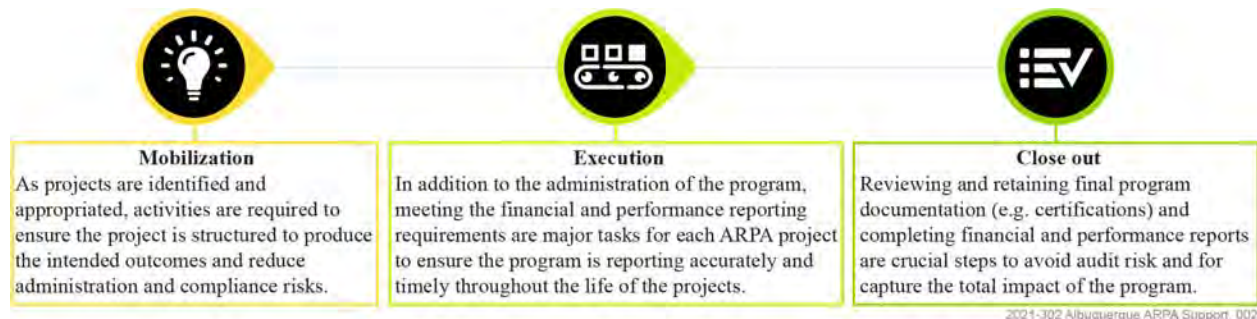 Mobilization
As projects are identified and
appropriated, activities are required to
ensure the project is structured to produce
the intended outcomes and reduce
administration and compliance risks.
Execution
In addition to the administration of the program,
meeting the financial and performance reporting
requirements are major tasks for each ARPA project
to ensure the program is reporting accurately and
timely throughout the life of the projects.
Close out
Reviewing and retaining final program
documentation (e.g. certifications) and
completing financial and performance reports
are crucial steps to avoid audit risk and for
capture the total impact of the program.
2021-302 Albuquerque ARPA Support_002